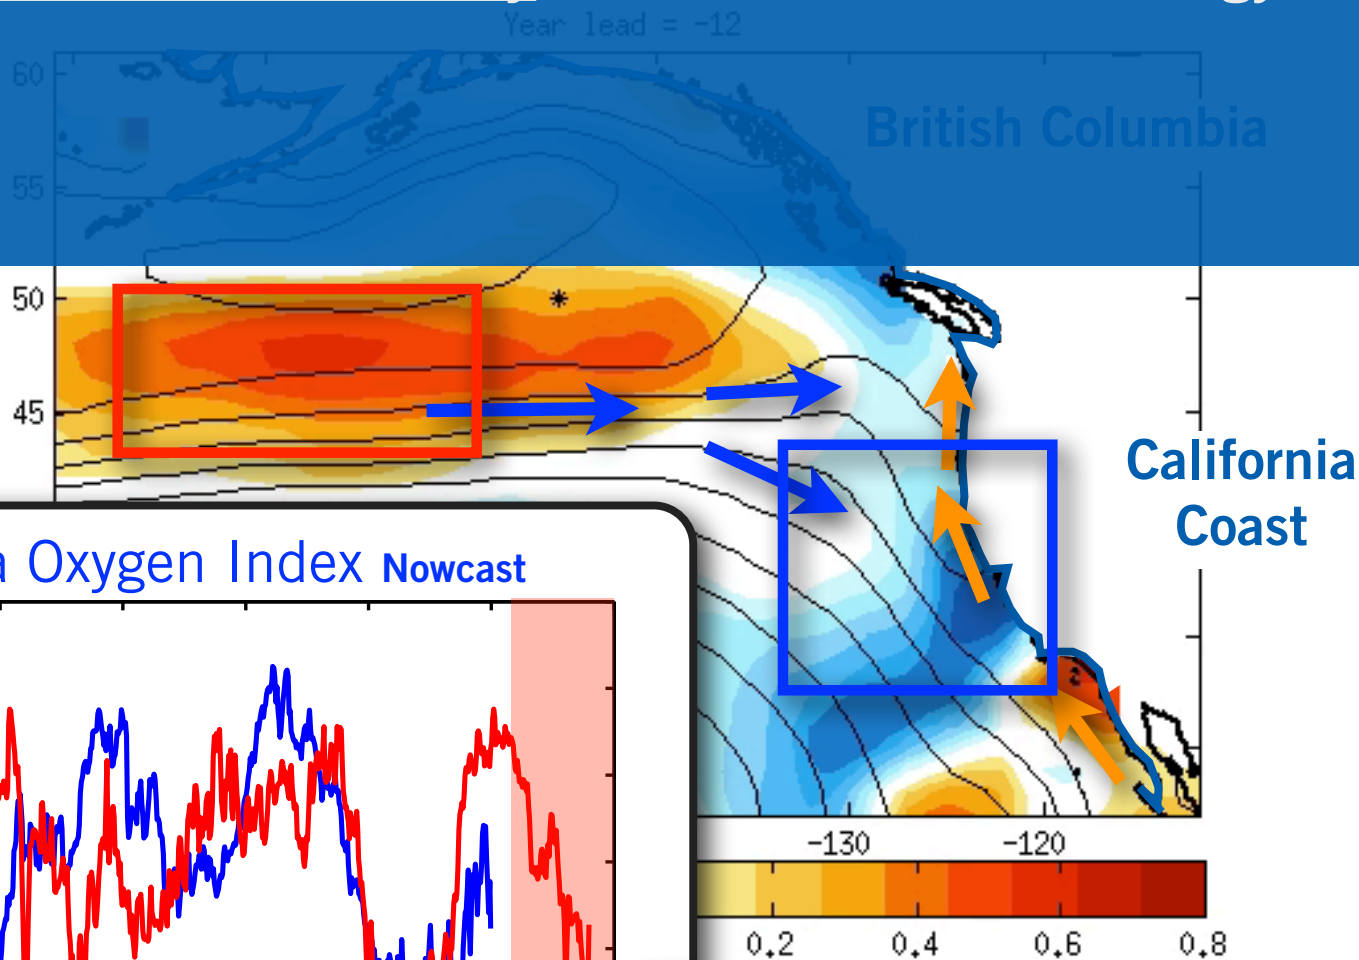 Year lead = -12
60
British Columbia
55
50
45
California
Coast
Oxygen Index Nowcast
-130
-120
0.2
0.4
0.6
0.8